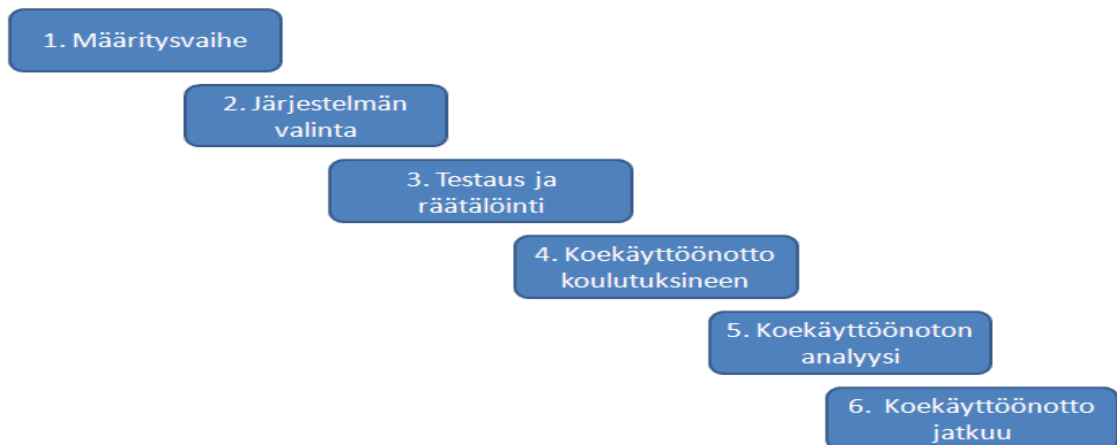 1. Määritysvaihe
2. Järjestelmän
valinta
3. Testaus ja
räätälöinti
4. Koekäyttöönotto
koulutuksineen
5. Koekäyttöönoton
analyysi
6. Koekäyttöönotto
jatkuu